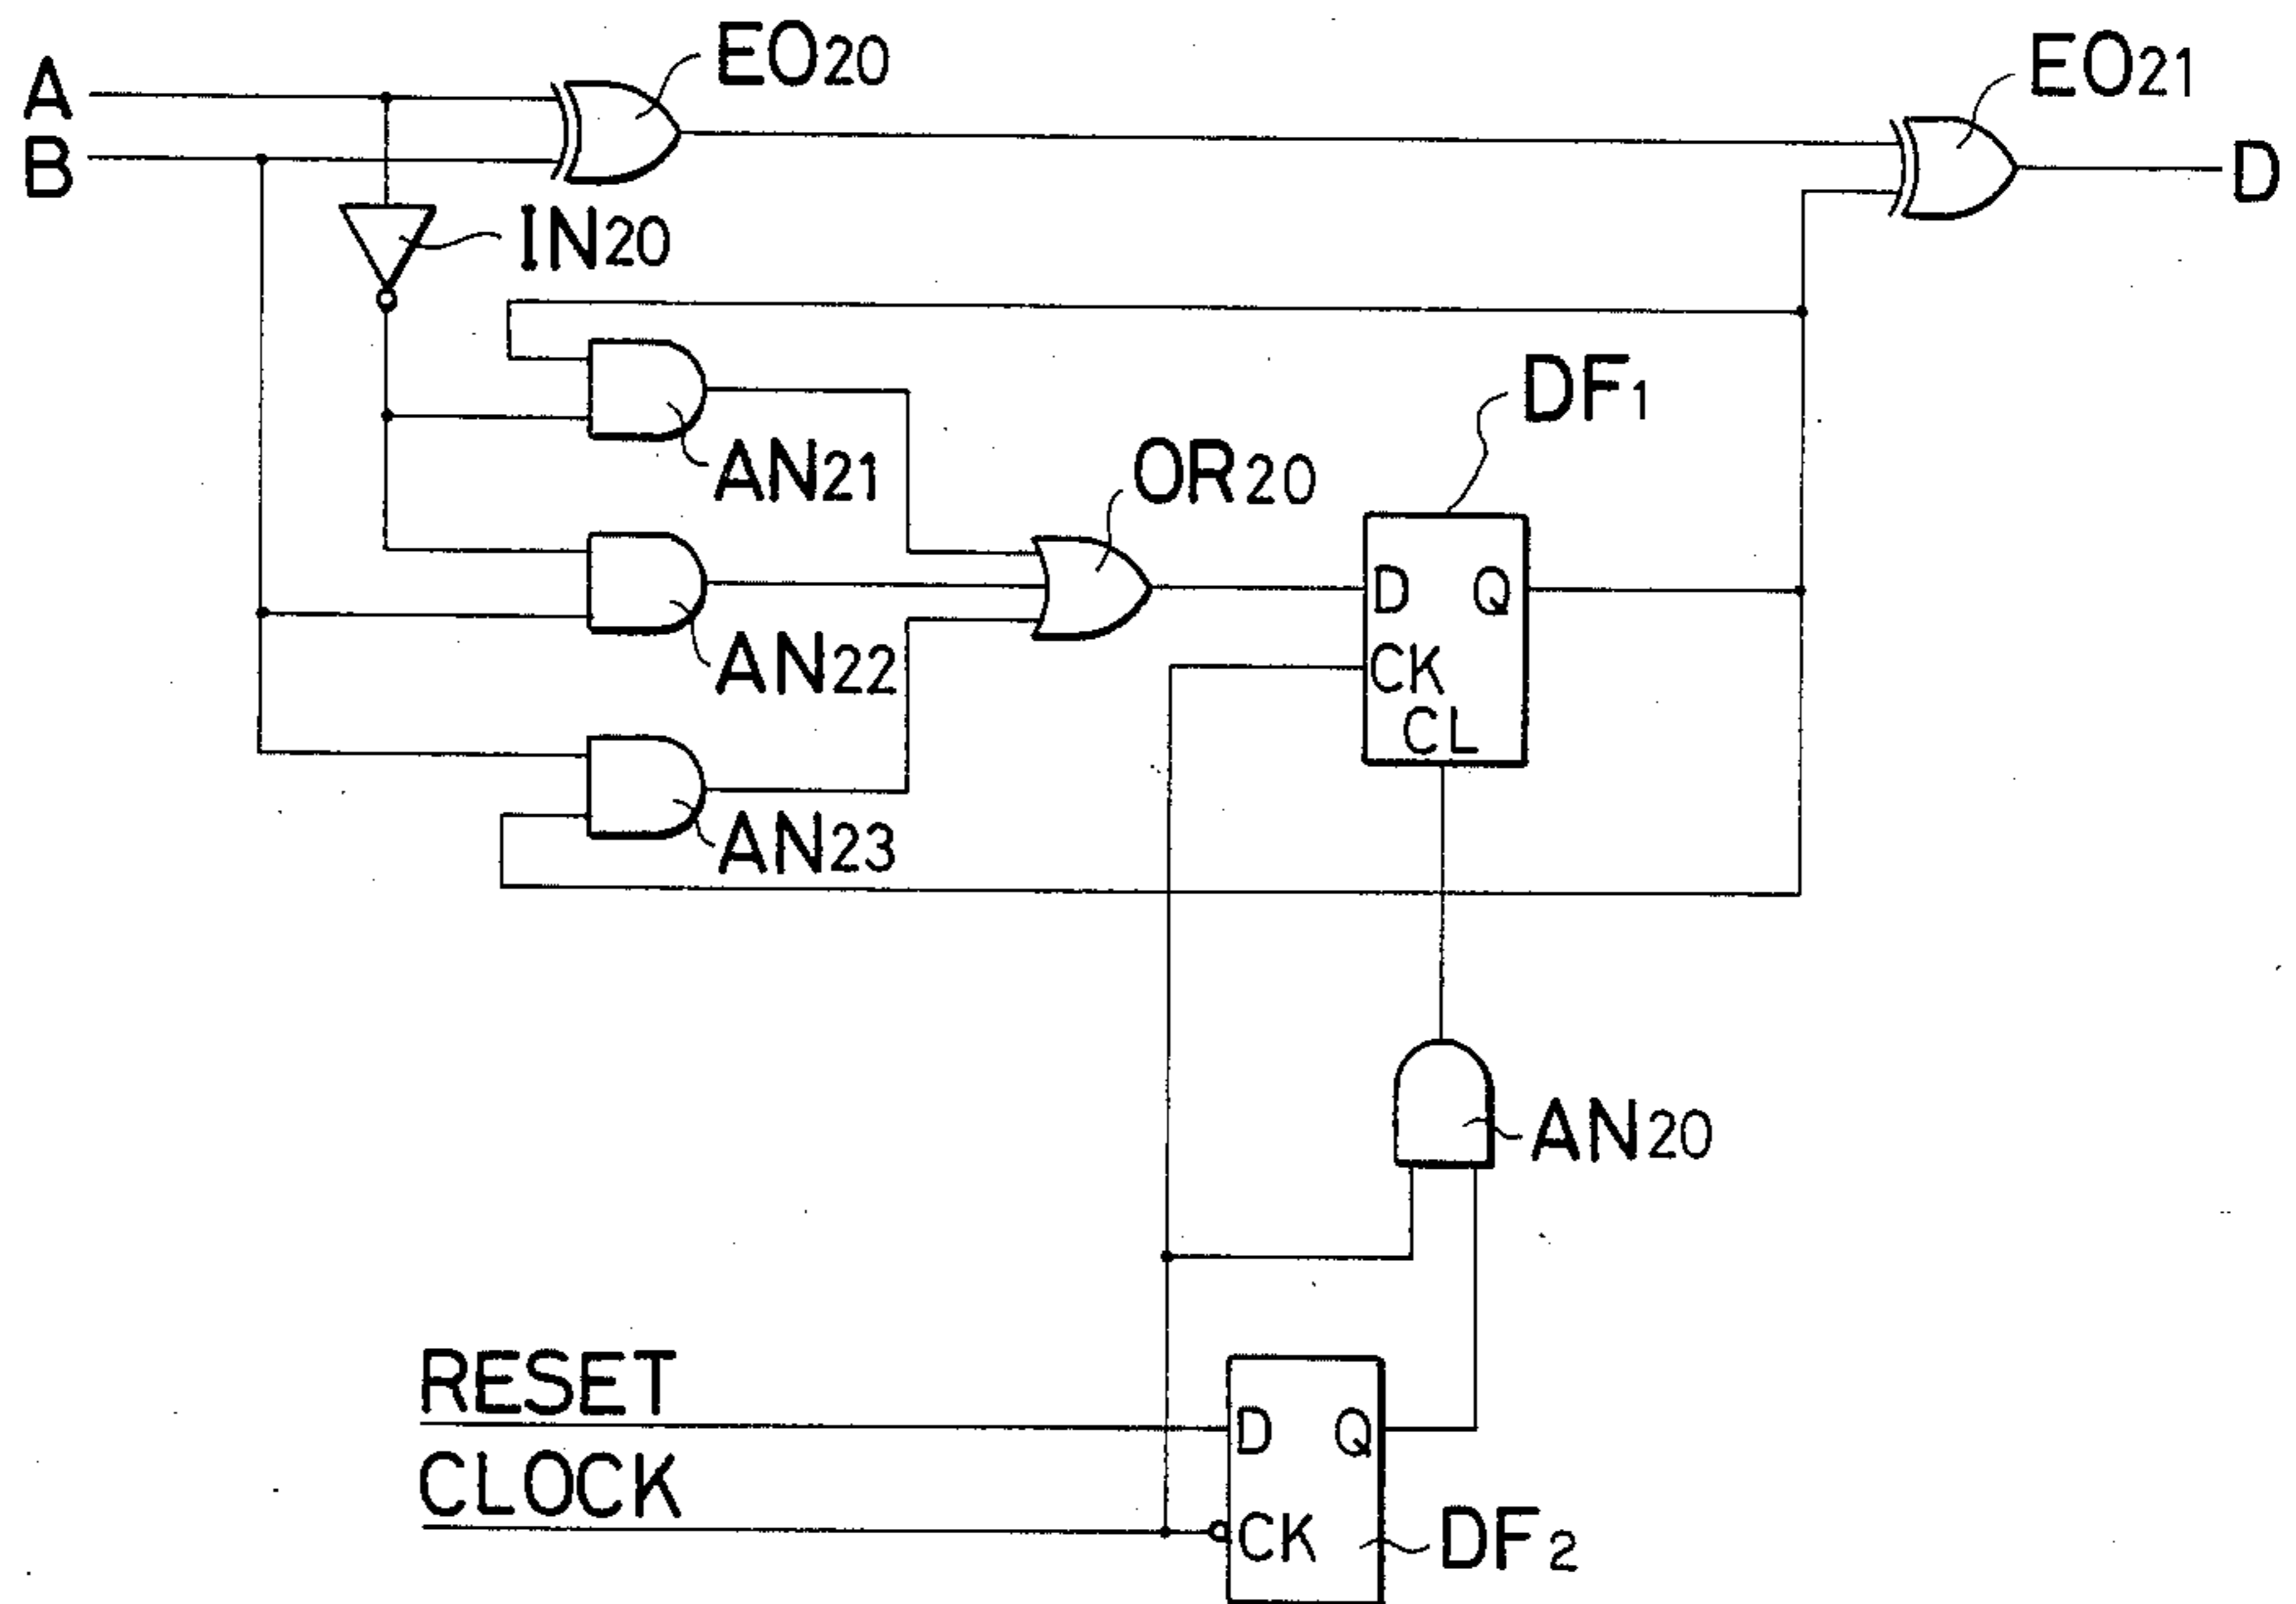 A
B
EO20
EO21
D
IN20
AN21
DF1
OR20
D Q
CK
CL
AN22
AN23
AN20
RESET
CLOCK
D Q
CK
DF2